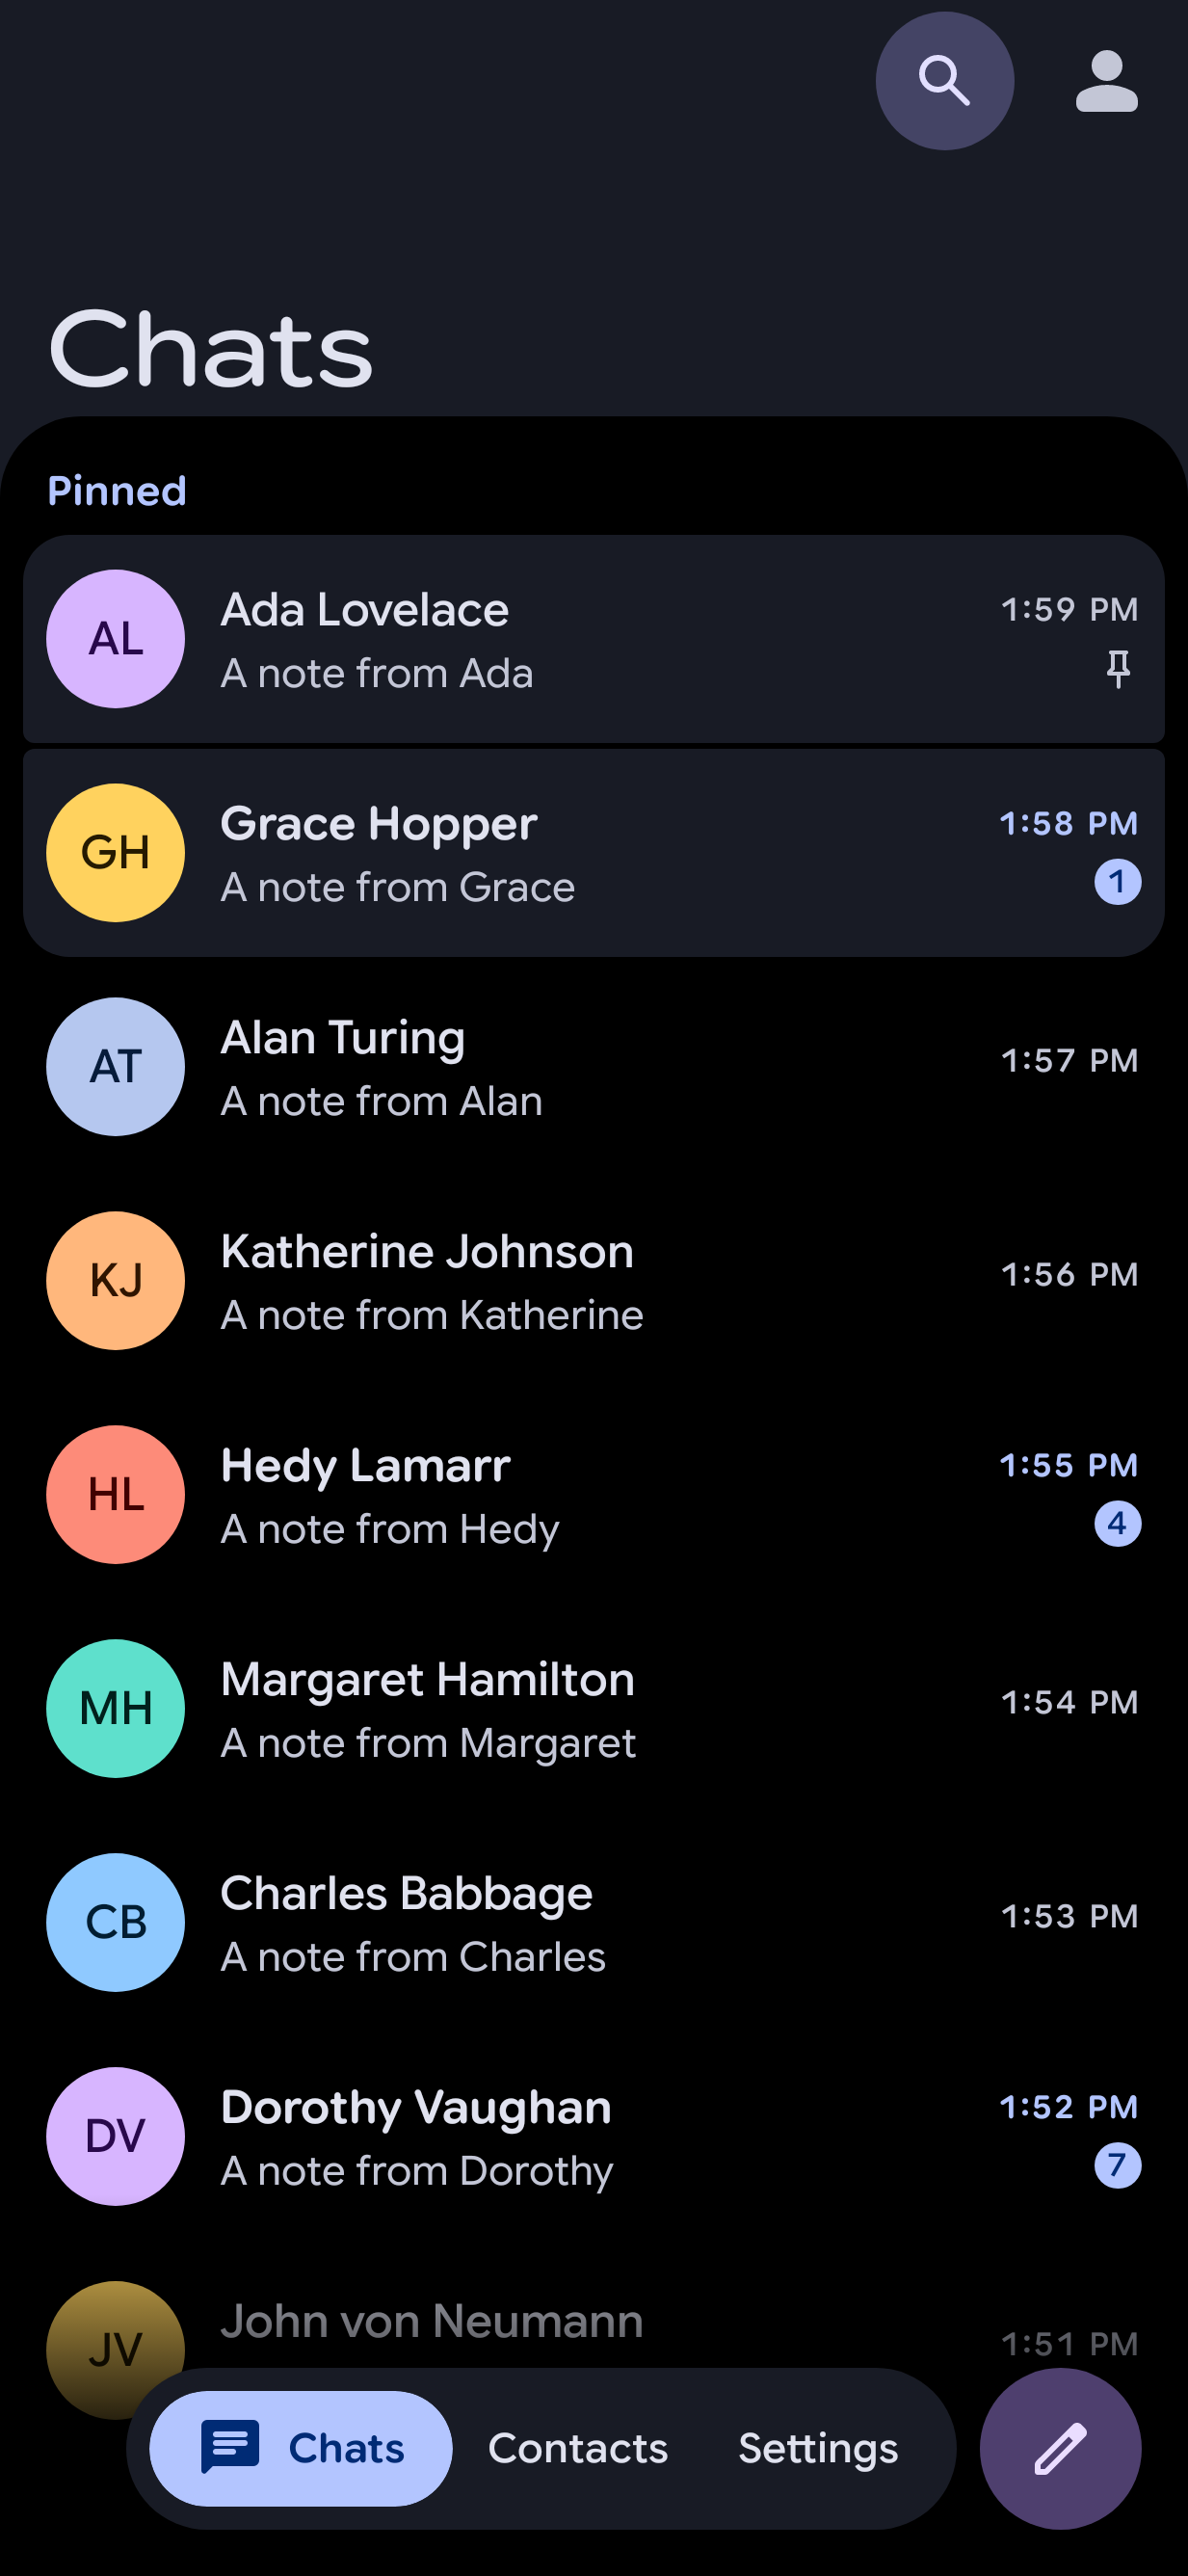 Chats
Pinned
AL
Ada Lovelace
1:59 PM
A note from Ada
GH
Grace Hopper
1:58 PM
A note from Grace
1
AT
Alan Turing
1:57 PM
A note from Alan
KJ
Katherine Johnson
1:56 PM
A note from Katherine
HL
Hedy Lamarr
1:55 PM
A note from Hedy
4
MH
Margaret Hamilton
1:54 PM
A note from Margaret
CB
Charles Babbage
1:53 PM
A note from Charles
DV
Dorothy Vaughan
1:52 PM
A note from Dorothy
7
JV
John von Neumann
1:51 PM
Chats
Contacts
Settings